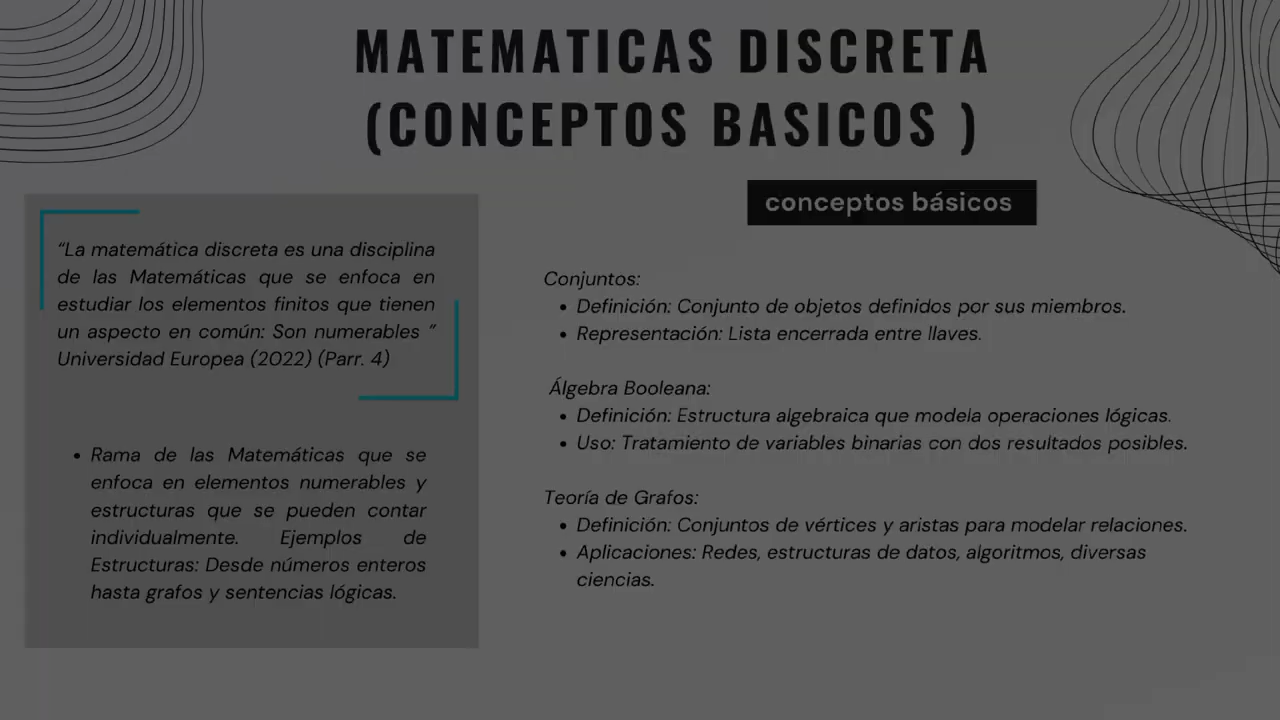 MATEMATICAS DISCRETA
(CONCEPTOS BASICOS )
“La matemática discreta es una disciplina
de las Matemáticas que se enfoca en
estudiar los elementos finitos que tienen
un aspecto en común: Son numerables “
Universidad Europea (2022) (Parr. 4)
• Rama de las Matemáticas que se
enfoca en elementos numerables y
estructuras que se pueden contar
individualmente. Ejemplos de
Estructuras: Desde números enteros
hasta grafos y sentencias lógicas.
conceptos básicos
Conjuntos:
• Definición: Conjunto de objetos definidos por sus miembros.
• Representación: Lista encerrada entre llaves.
Álgebra Booleana:
• Definición: Estructura algebraica que modela operaciones lógicas.
• Uso: Tratamiento de variables binarias con dos resultados posibles.
Teoría de Grafos:
• Definición: Conjuntos de vértices y aristas para modelar relaciones.
• Aplicaciones: Redes, estructuras de datos, algoritmos, diversas
ciencias.